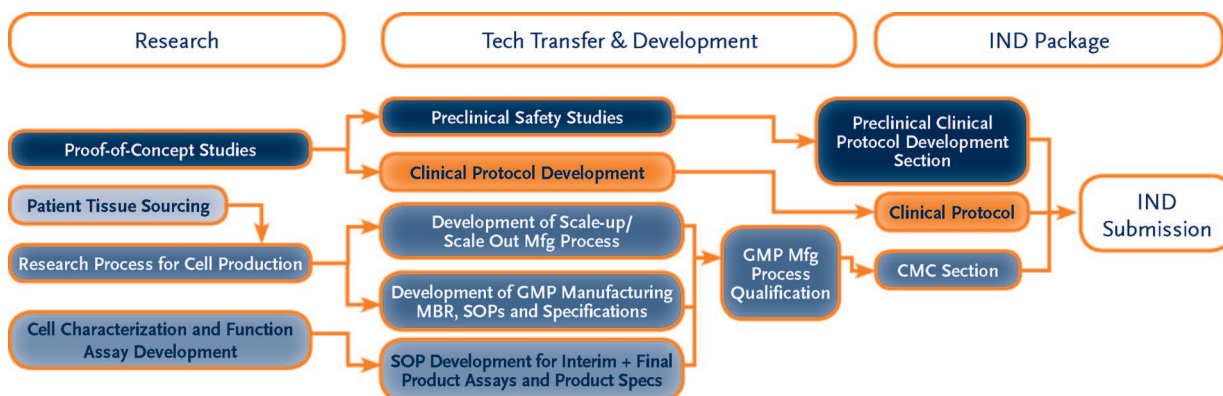 Research
Tech Transfer & Development
IND Package
Proof-of-Concept Studies
Patient Tissue Sourcing
Research Process for Cell Production
Cell Characterization and Function
Assay Development
Preclinical Safety Studies
Clinical Protocol Development
Development of Scale-up/
Scale Out Mfg Process
Development of GMP Manufacturing
MBR, SOPs and Specifications
SOP Development for Interim + Final
Product Assays and Product Specs
GMP Mfg
Process
Qualification
Preclinical Clinical
Protocol Development
Section
Clinical Protocol
CMC Section
IND
Submission